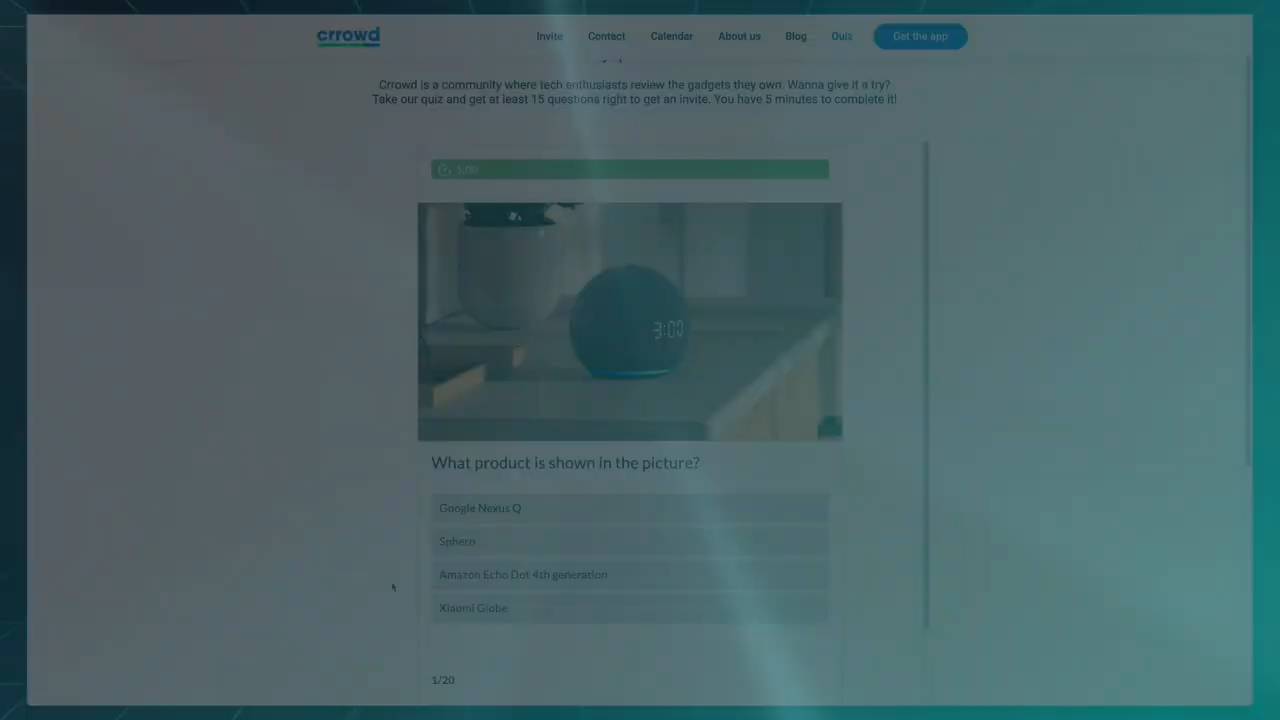 crrowd
Invite Contact Calendar About us Blog Quiz Get the app
Crrowd is a community where tech enthusiasts review the gadgets they own. Wanna give it a try?
Take our quiz and get at least 15 questions right to get an invite. You have 5 minutes to complete it!
3:00
What product is shown in the picture?
Google Nexus Q
Sphero
Amazon Echo Dot 4th generation
Xiaomi Globe
1/20